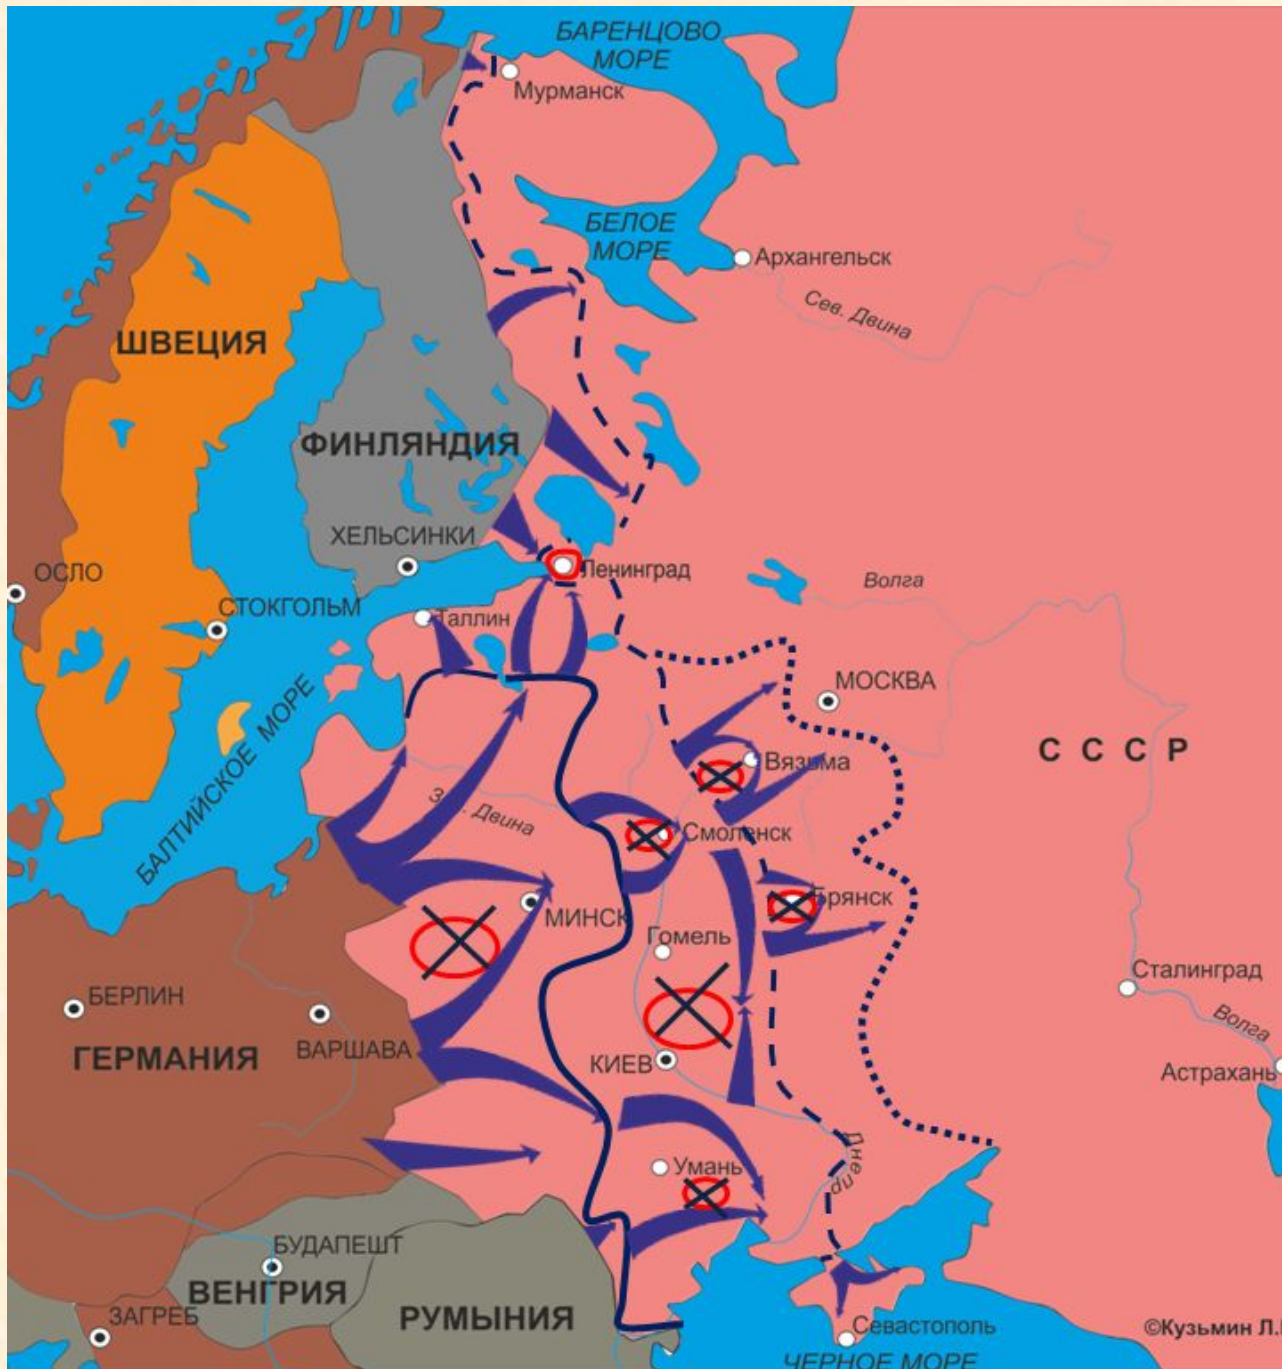 БАРЕНЦОВО
МОРЕ
Мурманск
БЕЛОЕ
МОРЕ
Архангельск
Сев. Двина
ШВЕЦИЯ
ФИНЛЯНДИЯ
ХЕЛЬСИНКИ
Ленинград
ОСЛО
СТОКГОЛЬМ
Таллин
Волга
МОСКВА
БАЛТИЙСКОЕ МОРЕ
С С С Р
Вязьма
Двина
Смоленск
Брянск
МИНСК
Гомель
Сталинград
Волга
БЕРЛИН
ВАРШАВА
ГЕРМАНИЯ
КИЕВ
Астрахань
Днепр
Умань
БУДАПЕШТ
ВЕНГРИЯ
РУМЫНИЯ
ЗАГРЕБ
Севастополь
©Кузьмин Л.
ЧЕРНОЕ МОРЕ